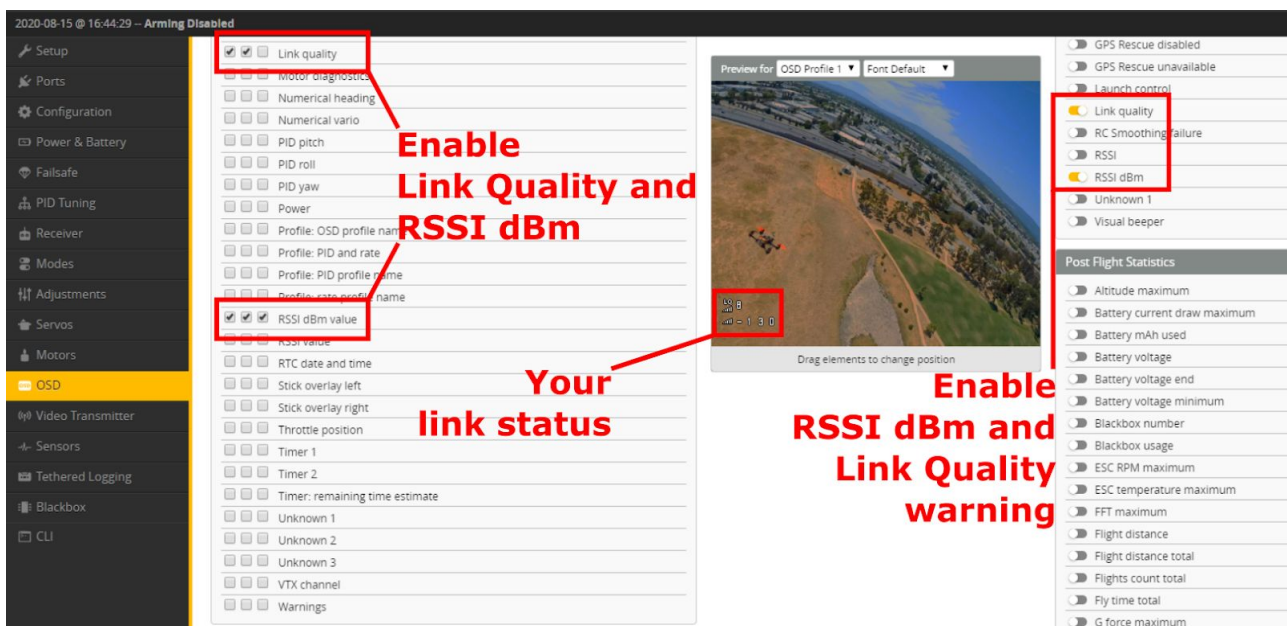 2020-08-15 @ 16:44:29 -- Arming Disabled
Setup
Ports
Configuration
Power & Battery
Failsafe
PID Tuning
Receiver
Modes
Adjustments
Servos
Motors
OSD
Video Transmitter
Sensors
Tethered Logging
Blackbox
CLI
Link quality
Motor diagnostics
Numerical heading
Numerical vario
PID pitch
PID roll
PID yaw
Power
Profile: OSD profile name
Profile: PID and rate
Profile: PID profile name
Profile: rate profile name
RSSI dBm value
RSSI value
RTC date and time
Stick overlay left
Stick overlay right
Throttle position
Timer 1
Timer 2
Timer: remaining time estimate
Unknown 1
Unknown 2
Unknown 3
VTX channel
Warnings
Enable
Link Quality and
RSSI dBm
Preview for OSD Profile 1 Font Default
8
-130
Drag elements to change position
Your
link status
Enable
RSSI dBm and
Link Quality
warning
GPS Rescue disabled
GPS Rescue unavailable
Launch control
Link quality
RC Smoothing failure
RSSI
RSSI dBm
Unknown 1
Visual beeper
Post Flight Statistics
Altitude maximum
Battery current draw maximum
Battery mAh used
Battery voltage
Battery voltage end
Battery voltage minimum
Blackbox number
Blackbox usage
ESC RPM maximum
ESC temperature maximum
FFT maximum
Flight distance
Flight distance total
Flights count total
Fly time total
G force maximum